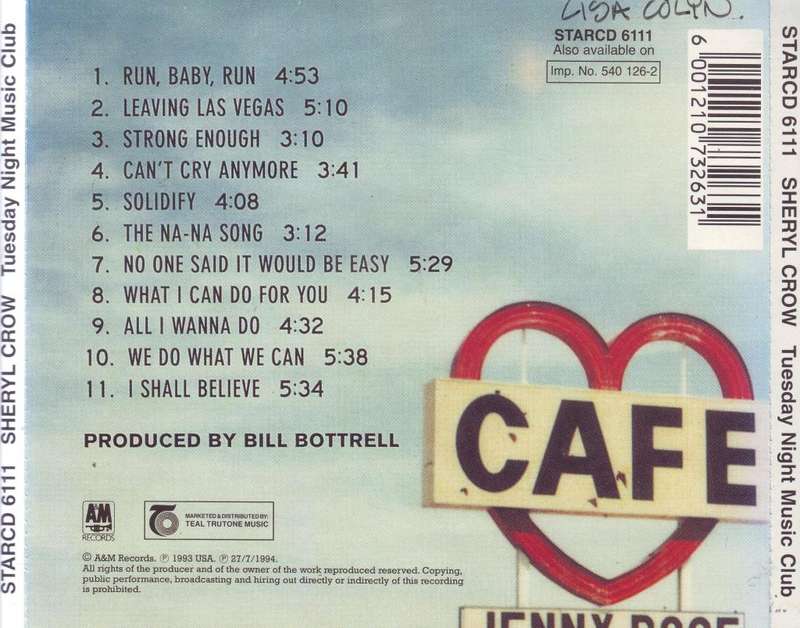 STARCD 6111 SHERYL CROW Tuesday Night Music Club
LISA COLYN.
STARCD 6111
Also available on
Imp. No. 540 126-2
6 001210 732631
1. RUN, BABY, RUN 4:53
2. LEAVING LAS VEGAS 5:10
3. STRONG ENOUGH 3:10
4. CAN'T CRY ANYMORE 3:41
5. SOLIDIFY 4:08
6. THE NA-NA SONG 3:12
7. NO ONE SAID IT WOULD BE EASY 5:29
8. WHAT I CAN DO FOR YOU 4:15
9. ALL I WANNA DO 4:32
10. WE DO WHAT WE CAN 5:38
11. I SHALL BELIEVE 5:34
PRODUCED BY BILL BOTTRELL
CAFE
JENNY
A&M
RECORDS
MARKETED & DISTRIBUTED BY:
TEAL TRUTONE MUSIC
© A&M Records. ℗ 1993 USA. ℗ 27/7/1994.
All rights of the producer and of the owner of the work reproduced reserved. Copying,
public performance, broadcasting and hiring out directly or indirectly of this recording
is prohibited.
STARCD 6111 SHERYL CROW Tuesday Night Music Club